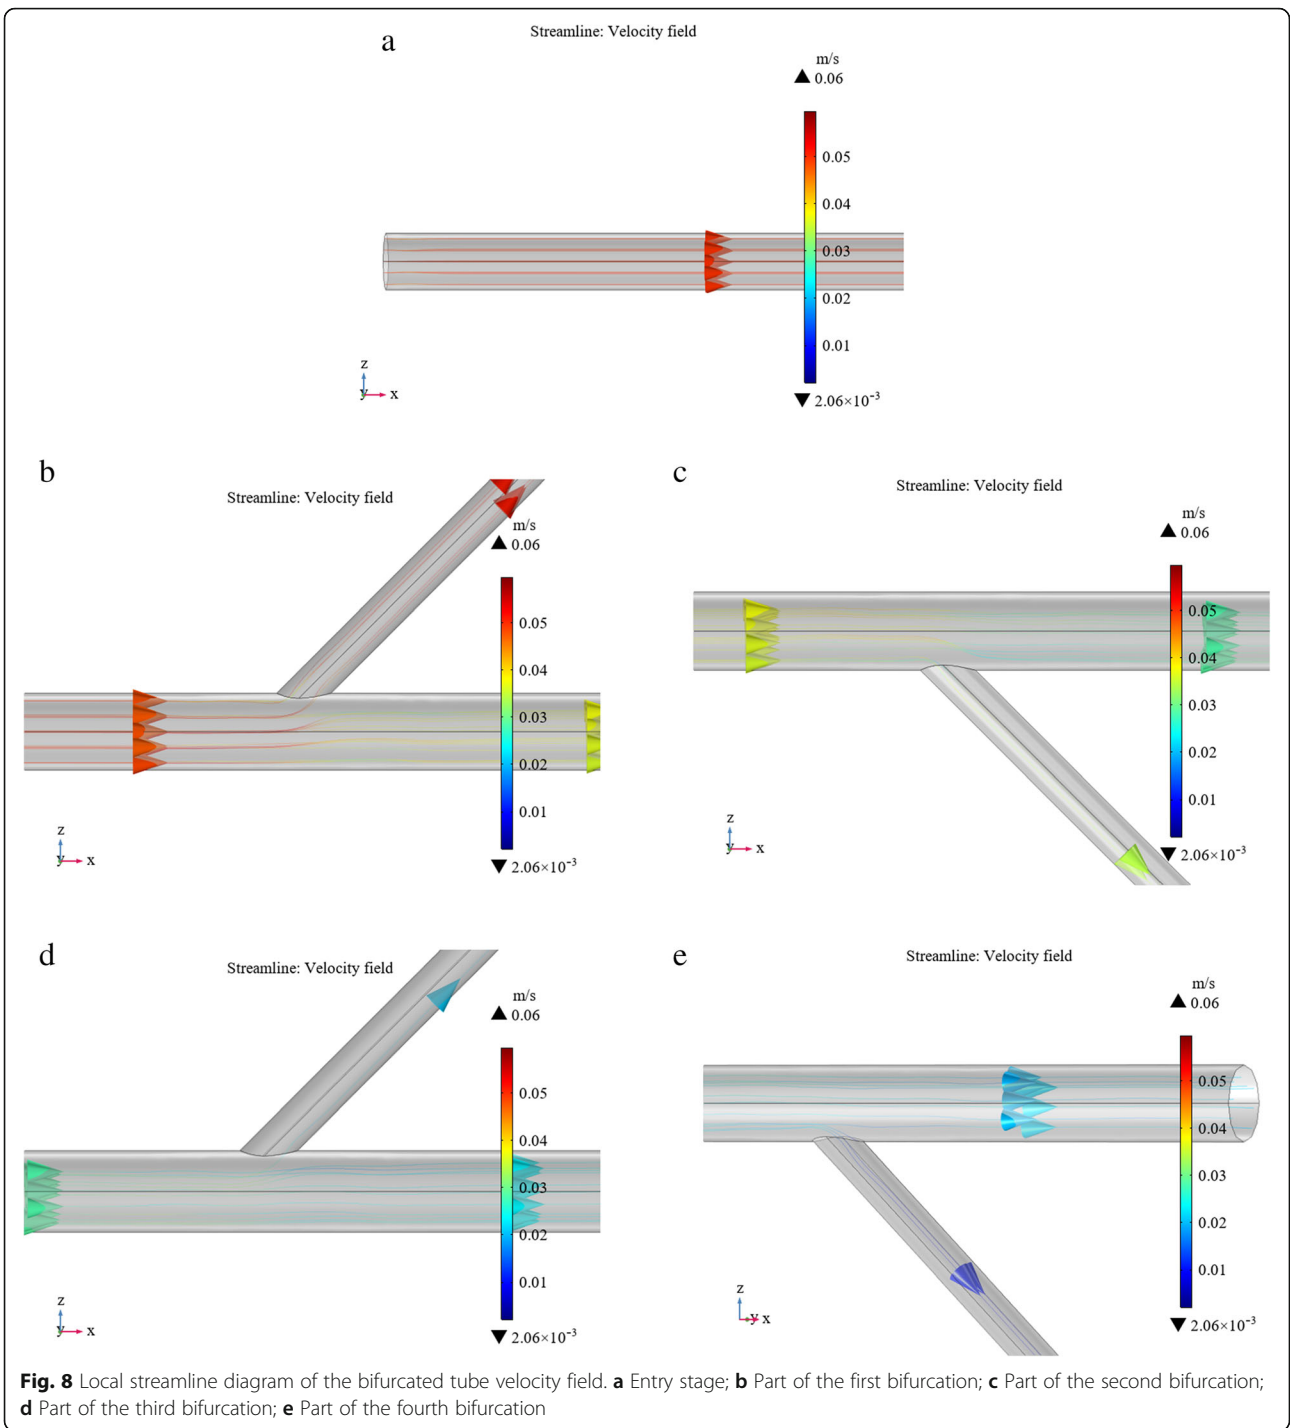 a
Streamline: Velocity field
m/s
▲ 0.06
0.05
0.04
0.03
0.02
0.01
▼ 2.06×10⁻³
z
y x
b
Streamline: Velocity field
m/s
▲ 0.06
0.05
0.04
0.03
0.02
0.01
▼ 2.06×10⁻³
z
y x
c
Streamline: Velocity field
m/s
▲ 0.06
0.05
0.04
0.03
0.02
0.01
▼ 2.06×10⁻³
z
y x
d
Streamline: Velocity field
m/s
▲ 0.06
0.05
0.04
0.03
0.02
0.01
▼ 2.06×10⁻³
z
y x
e
Streamline: Velocity field
m/s
▲ 0.06
0.05
0.04
0.03
0.02
0.01
▼ 2.06×10⁻³
z
y x
Fig. 8 Local streamline diagram of the bifurcated tube velocity field. a Entry stage; b Part of the first bifurcation; c Part of the second bifurcation;
d Part of the third bifurcation; e Part of the fourth bifurcation